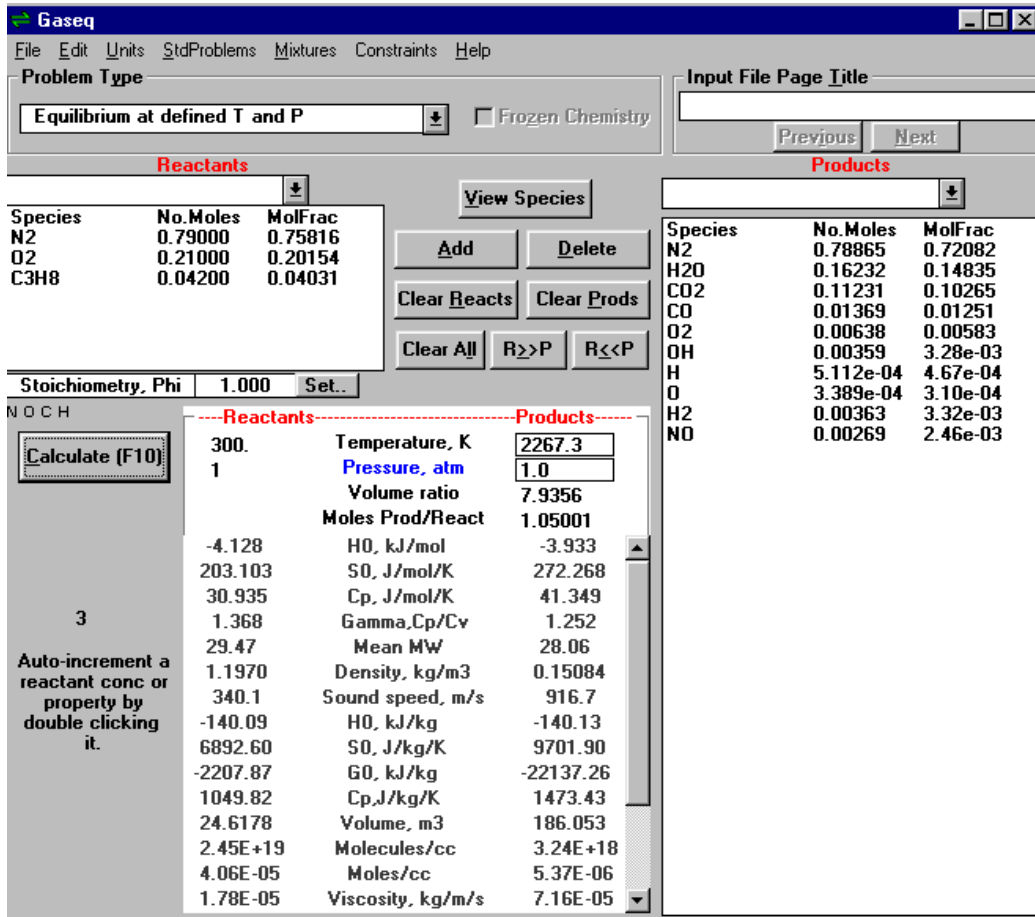 Gaseq
File Edit Units StdProblems Mixtures Constraints Help
Problem Type
Equilibrium at defined T and P
Frozen Chemistry
Input File Page Title
Previous Next
Reactants
Species No.Moles MolFrac
N2 0.79000 0.75816
O2 0.21000 0.20154
C3H8 0.04200 0.04031
Stoichiometry, Phi 1.000 Set..
View Species
Add Delete
Clear Reacts Clear Prods
Clear All R>>P R<<P
Products
Species No.Moles MolFrac
N2 0.78865 0.72082
H2O 0.16232 0.14835
CO2 0.11231 0.10265
CO 0.01369 0.01251
O2 0.00638 0.00583
OH 0.00359 3.28e-03
H 5.112e-04 4.67e-04
O 3.389e-04 3.10e-04
H2 0.00363 3.32e-03
NO 0.00269 2.46e-03
N O C H
Calculate (F10)
3
Auto-increment a
reactant conc or
property by
double clicking
it.
----Reactants--------------------------------Products------
300. Temperature, K 2267.3
1 Pressure, atm 1.0
Volume ratio 7.9356
Moles Prod/React 1.05001
-4.128 H0, kJ/mol -3.933
203.103 S0, J/mol/K 272.268
30.935 Cp, J/mol/K 41.349
1.368 Gamma,Cp/Cv 1.252
29.47 Mean MW 28.06
1.1970 Density, kg/m3 0.15084
340.1 Sound speed, m/s 916.7
-140.09 H0, kJ/kg -140.13
6892.60 S0, J/kg/K 9701.90
-2207.87 G0, kJ/kg -22137.26
1049.82 Cp,J/kg/K 1473.43
24.6178 Volume, m3 186.053
2.45E+19 Molecules/cc 3.24E+18
4.06E-05 Moles/cc 5.37E-06
1.78E-05 Viscosity, kg/m/s 7.16E-05